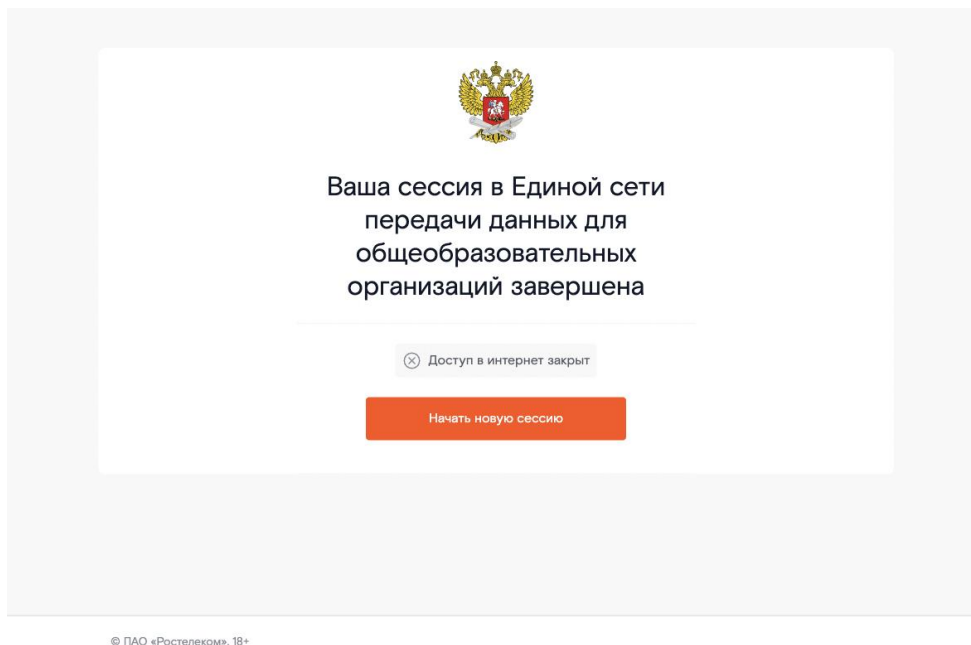 Ваша сессия в Единой сети
передачи данных для
общеобразовательных
организаций завершена
Доступ в интернет закрыт
Начать новую сессию
© ПАО «Ростелеком». 18+